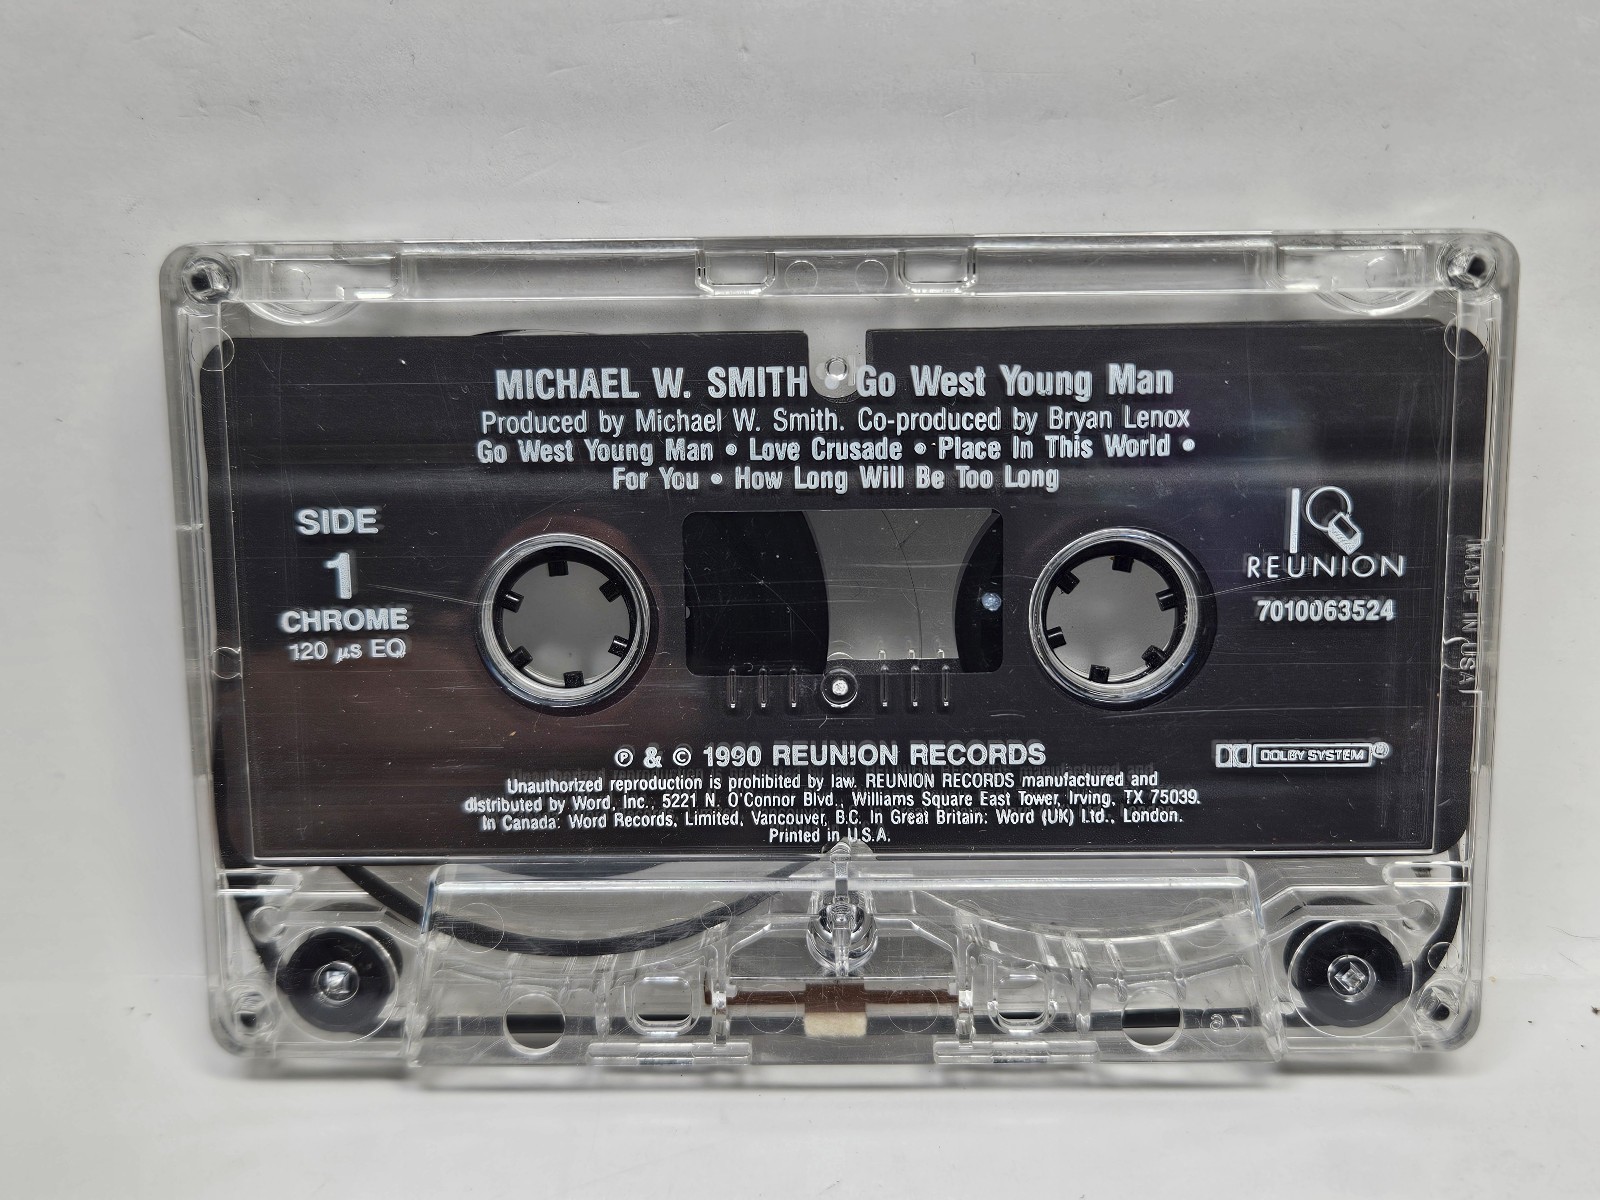 MICHAEL W. SMITH • Go West Young Man
Produced by Michael W. Smith. Co-produced by Bryan Lenox
Go West Young Man • Love Crusade • Place In This World •
For You • How Long Will Be Too Long
SIDE
1
CHROME
120 µs EQ
REUNION
7010063524
MADE IN USA
℗ & © 1990 REUNION RECORDS
DOLBY SYSTEM®
Unauthorized reproduction is prohibited by law. REUNION RECORDS manufactured and
distributed by Word, Inc., 5221 N. O'Connor Blvd., Williams Square East Tower, Irving, TX 75039.
In Canada: Word Records, Limited, Vancouver, B.C. In Great Britain: Word (UK) Ltd., London.
Printed in U.S.A.